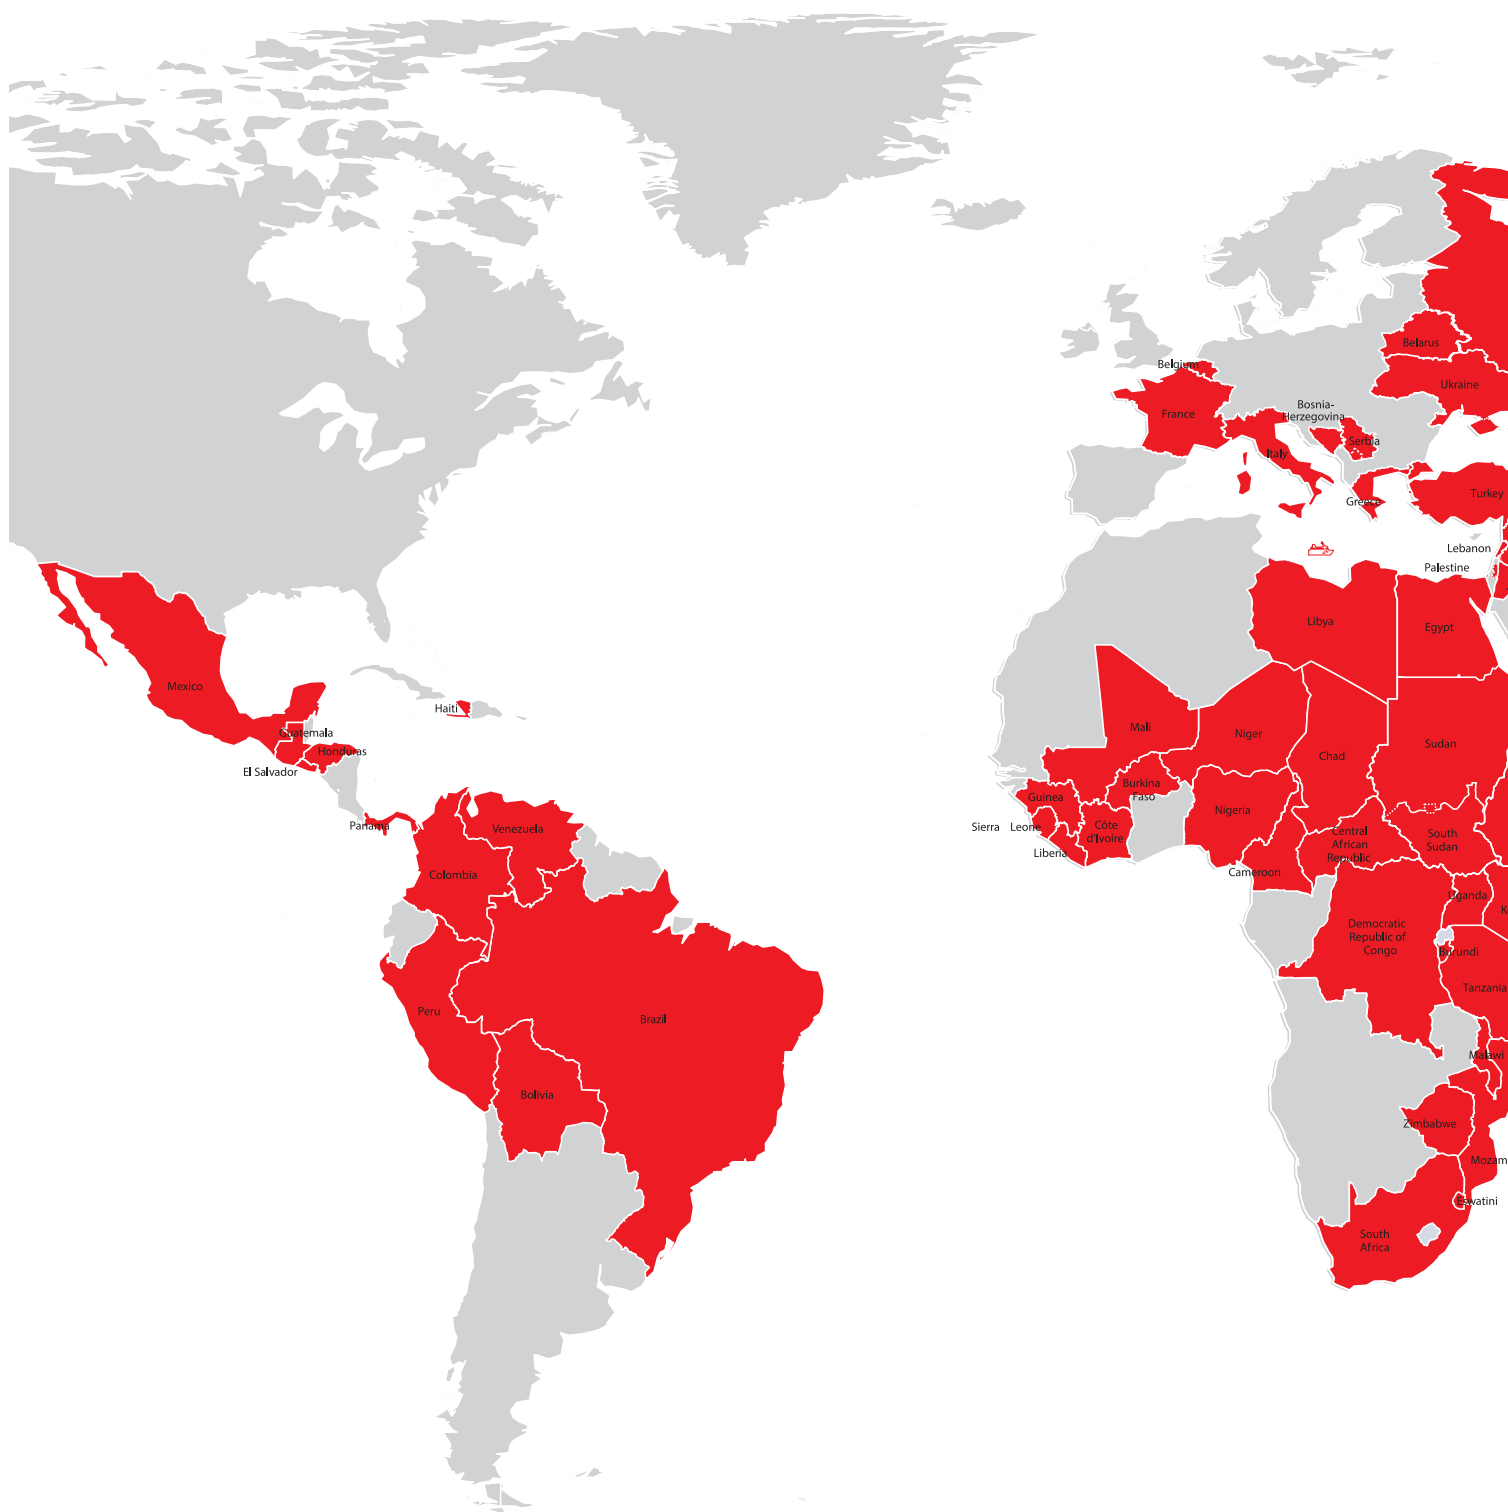 Belarus
Belgium
Ukraine
France
Bosnia-
Herzegovina
Serbia
Italy
Turkey
Greece
Lebanon
Palestine
Libya
Egypt
Mexico
Haiti
Guatemala
Honduras
El Salvador
Panama
Venezuela
Colombia
Peru
Brazil
Bolivia
Mali
Niger
Chad
Sudan
Burkina
Faso
Guinea
Nigeria
Sierra Leone
Côte
d'Ivoire
Liberia
Central
African
Republic
South
Sudan
Cameroon
Uganda
K
Democratic
Republic of
Congo
Burundi
Tanzania
Malawi
Zimbabwe
Mozam
Eswatini
South
Africa